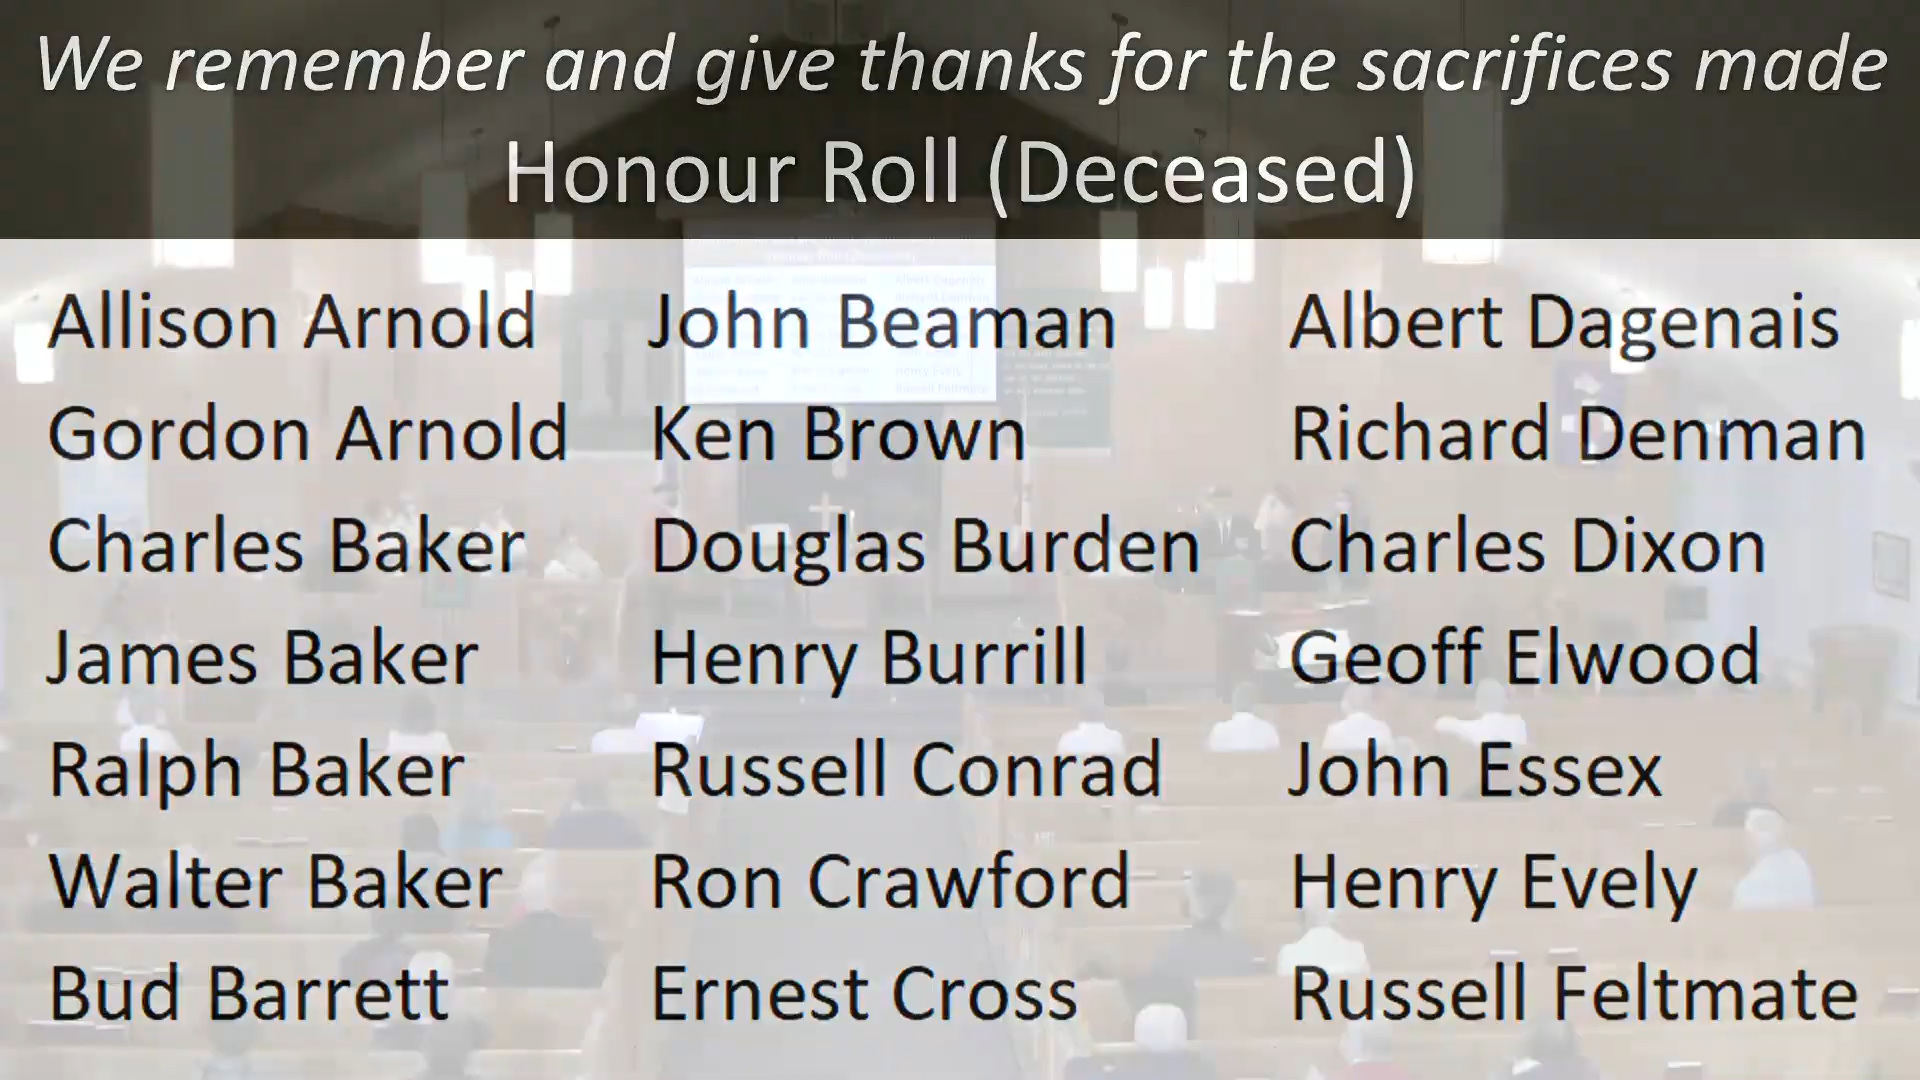 We remember and give thanks for the sacrifices made
Honour Roll (Deceased)
Allison Arnold
Gordon Arnold
Charles Baker
James Baker
Ralph Baker
Walter Baker
Bud Barrett
John Beaman
Ken Brown
Douglas Burden
Henry Burrill
Russell Conrad
Ron Crawford
Ernest Cross
Albert Dagenais
Richard Denman
Charles Dixon
Geoff Elwood
John Essex
Henry Evely
Russell Feltmate